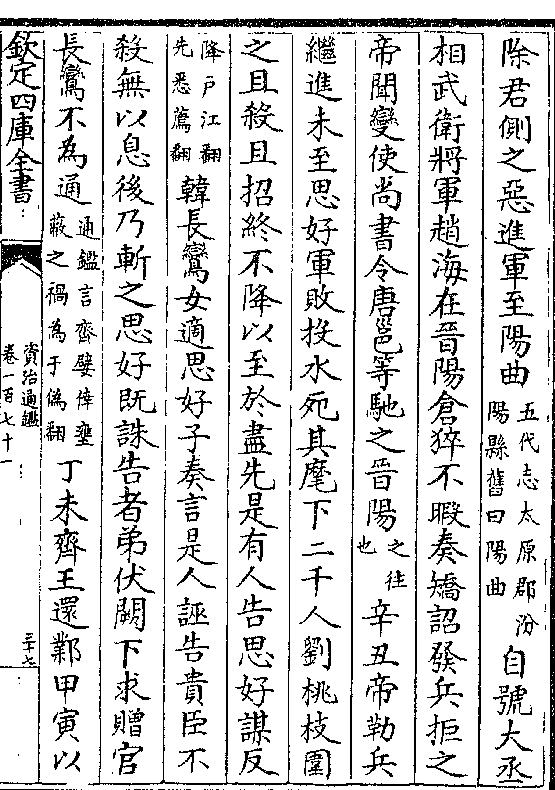 除君側之惡進軍至陽曲五代志太原郡汾陽縣舊曰陽曲自號大丞
相武衛將軍趙海在晉陽倉猝不暇奏矯詔發兵拒之
帝聞變使尚書令唐邕等馳之晉陽之往也辛丑帝勒兵
繼進未至思好軍敗投水死其麾下二千人劉桃枝圍
之且殺且招終不降以至於盡先是有人告思好謀反
降戶江翻先悉薦翻韓長鸞女適思好子奏言是人誣告貴臣不
殺無以息後乃斬之思好既誅告者弟伏闕下求贈官
長鸞不為通通鑑言齊嬖倖壅蔽之禍為于偽翻丁未齊王還鄴甲寅以
欽定四庫全書
資治通鑑
卷一百七十一
三十七